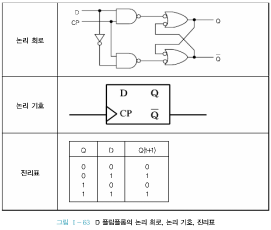 논리 회로
D
CP
Q
Q̅
논리 기호
D Q
CP Q̅
진리표
Q D Q(t+1)
0 0 0
0 1 1
1 0 0
1 1 1
그림 1-63 D 플립플롭의 논리 회로, 논리 기호, 진리표